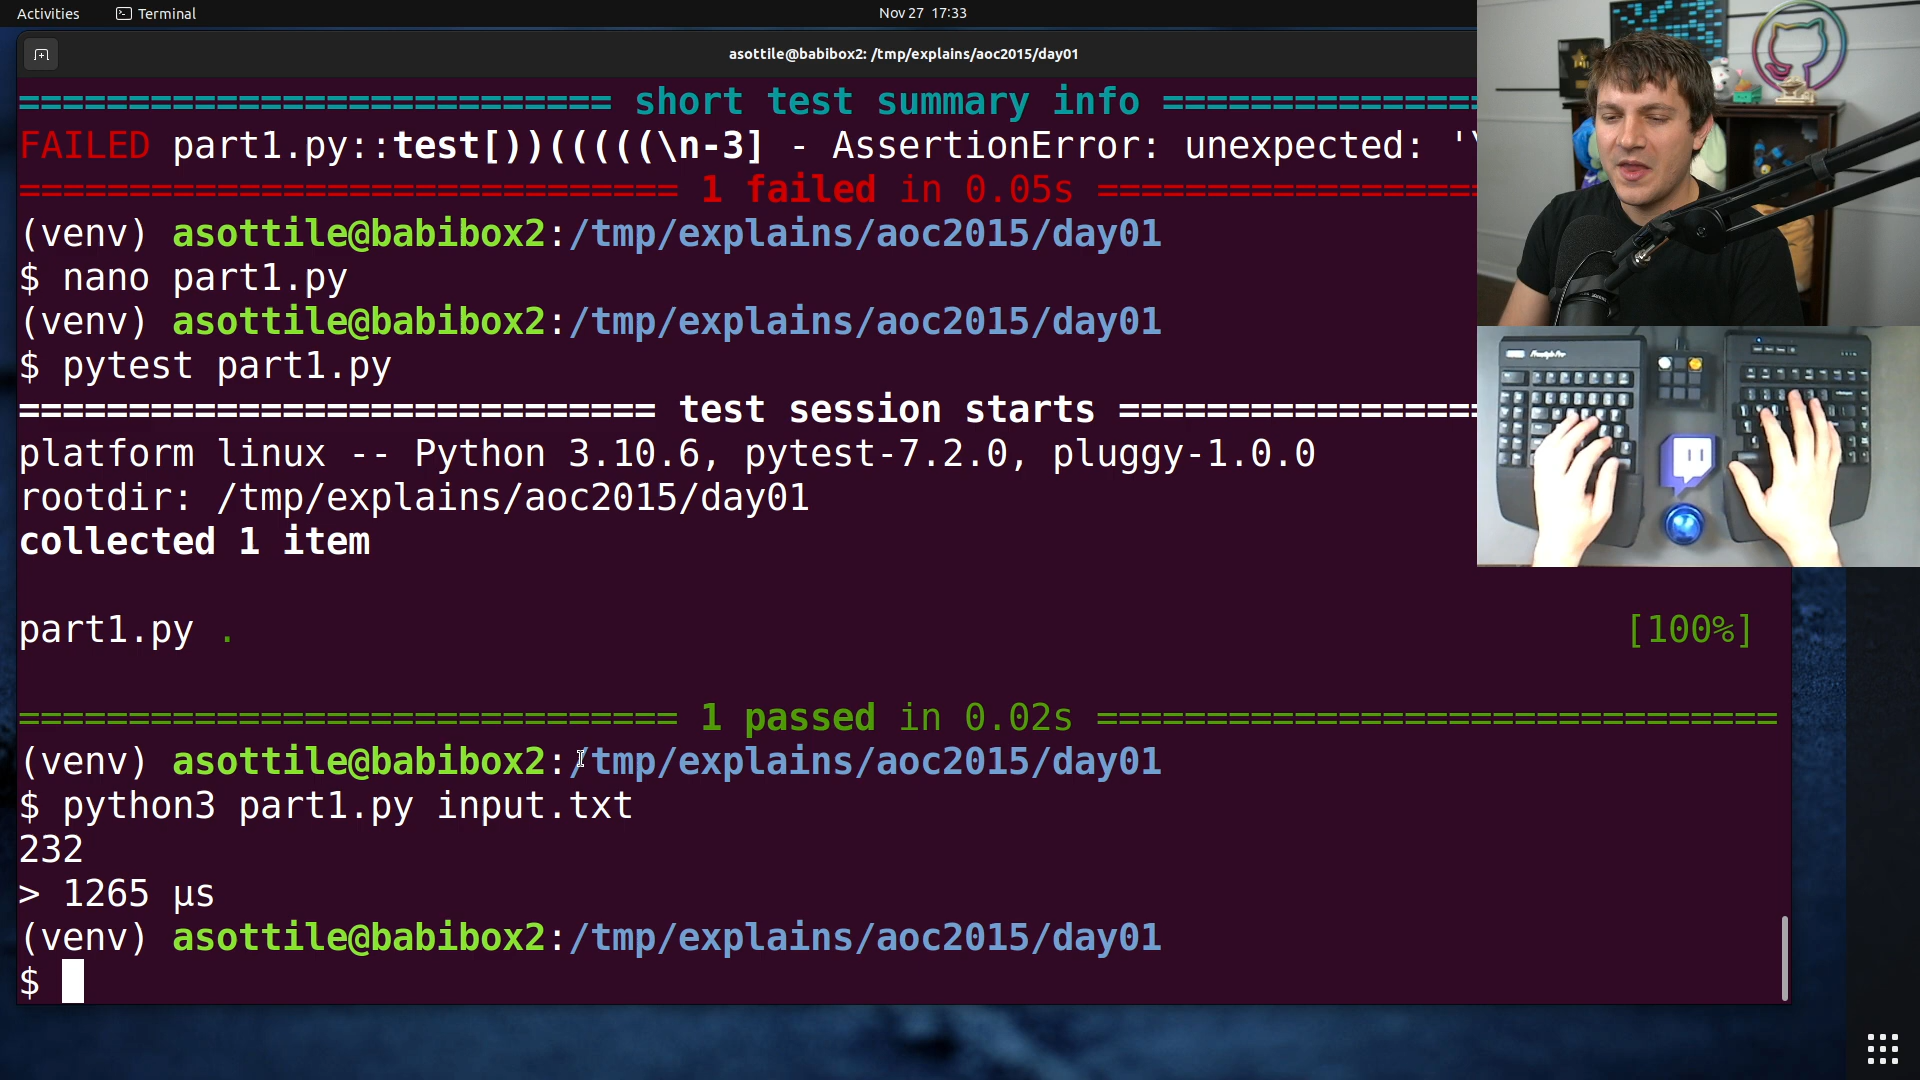 Activities
Terminal
Nov 27 17:33
asottile@babibox2: /tmp/explains/aoc2015/day01
=========================== short test summary info ===============
FAILED part1.py::test[))(((((\n-3] - AssertionError: unexpected: '\
============================== 1 failed in 0.05s ==================
(venv) asottile@babibox2:/tmp/explains/aoc2015/day01
$ nano part1.py
(venv) asottile@babibox2:/tmp/explains/aoc2015/day01
$ pytest part1.py
============================= test session starts =================
platform linux -- Python 3.10.6, pytest-7.2.0, pluggy-1.0.0
rootdir: /tmp/explains/aoc2015/day01
collected 1 item
part1.py . [100%]
============================== 1 passed in 0.02s ===============================
(venv) asottile@babibox2:/tmp/explains/aoc2015/day01
$ python3 part1.py input.txt
232
> 1265 µs
(venv) asottile@babibox2:/tmp/explains/aoc2015/day01
$